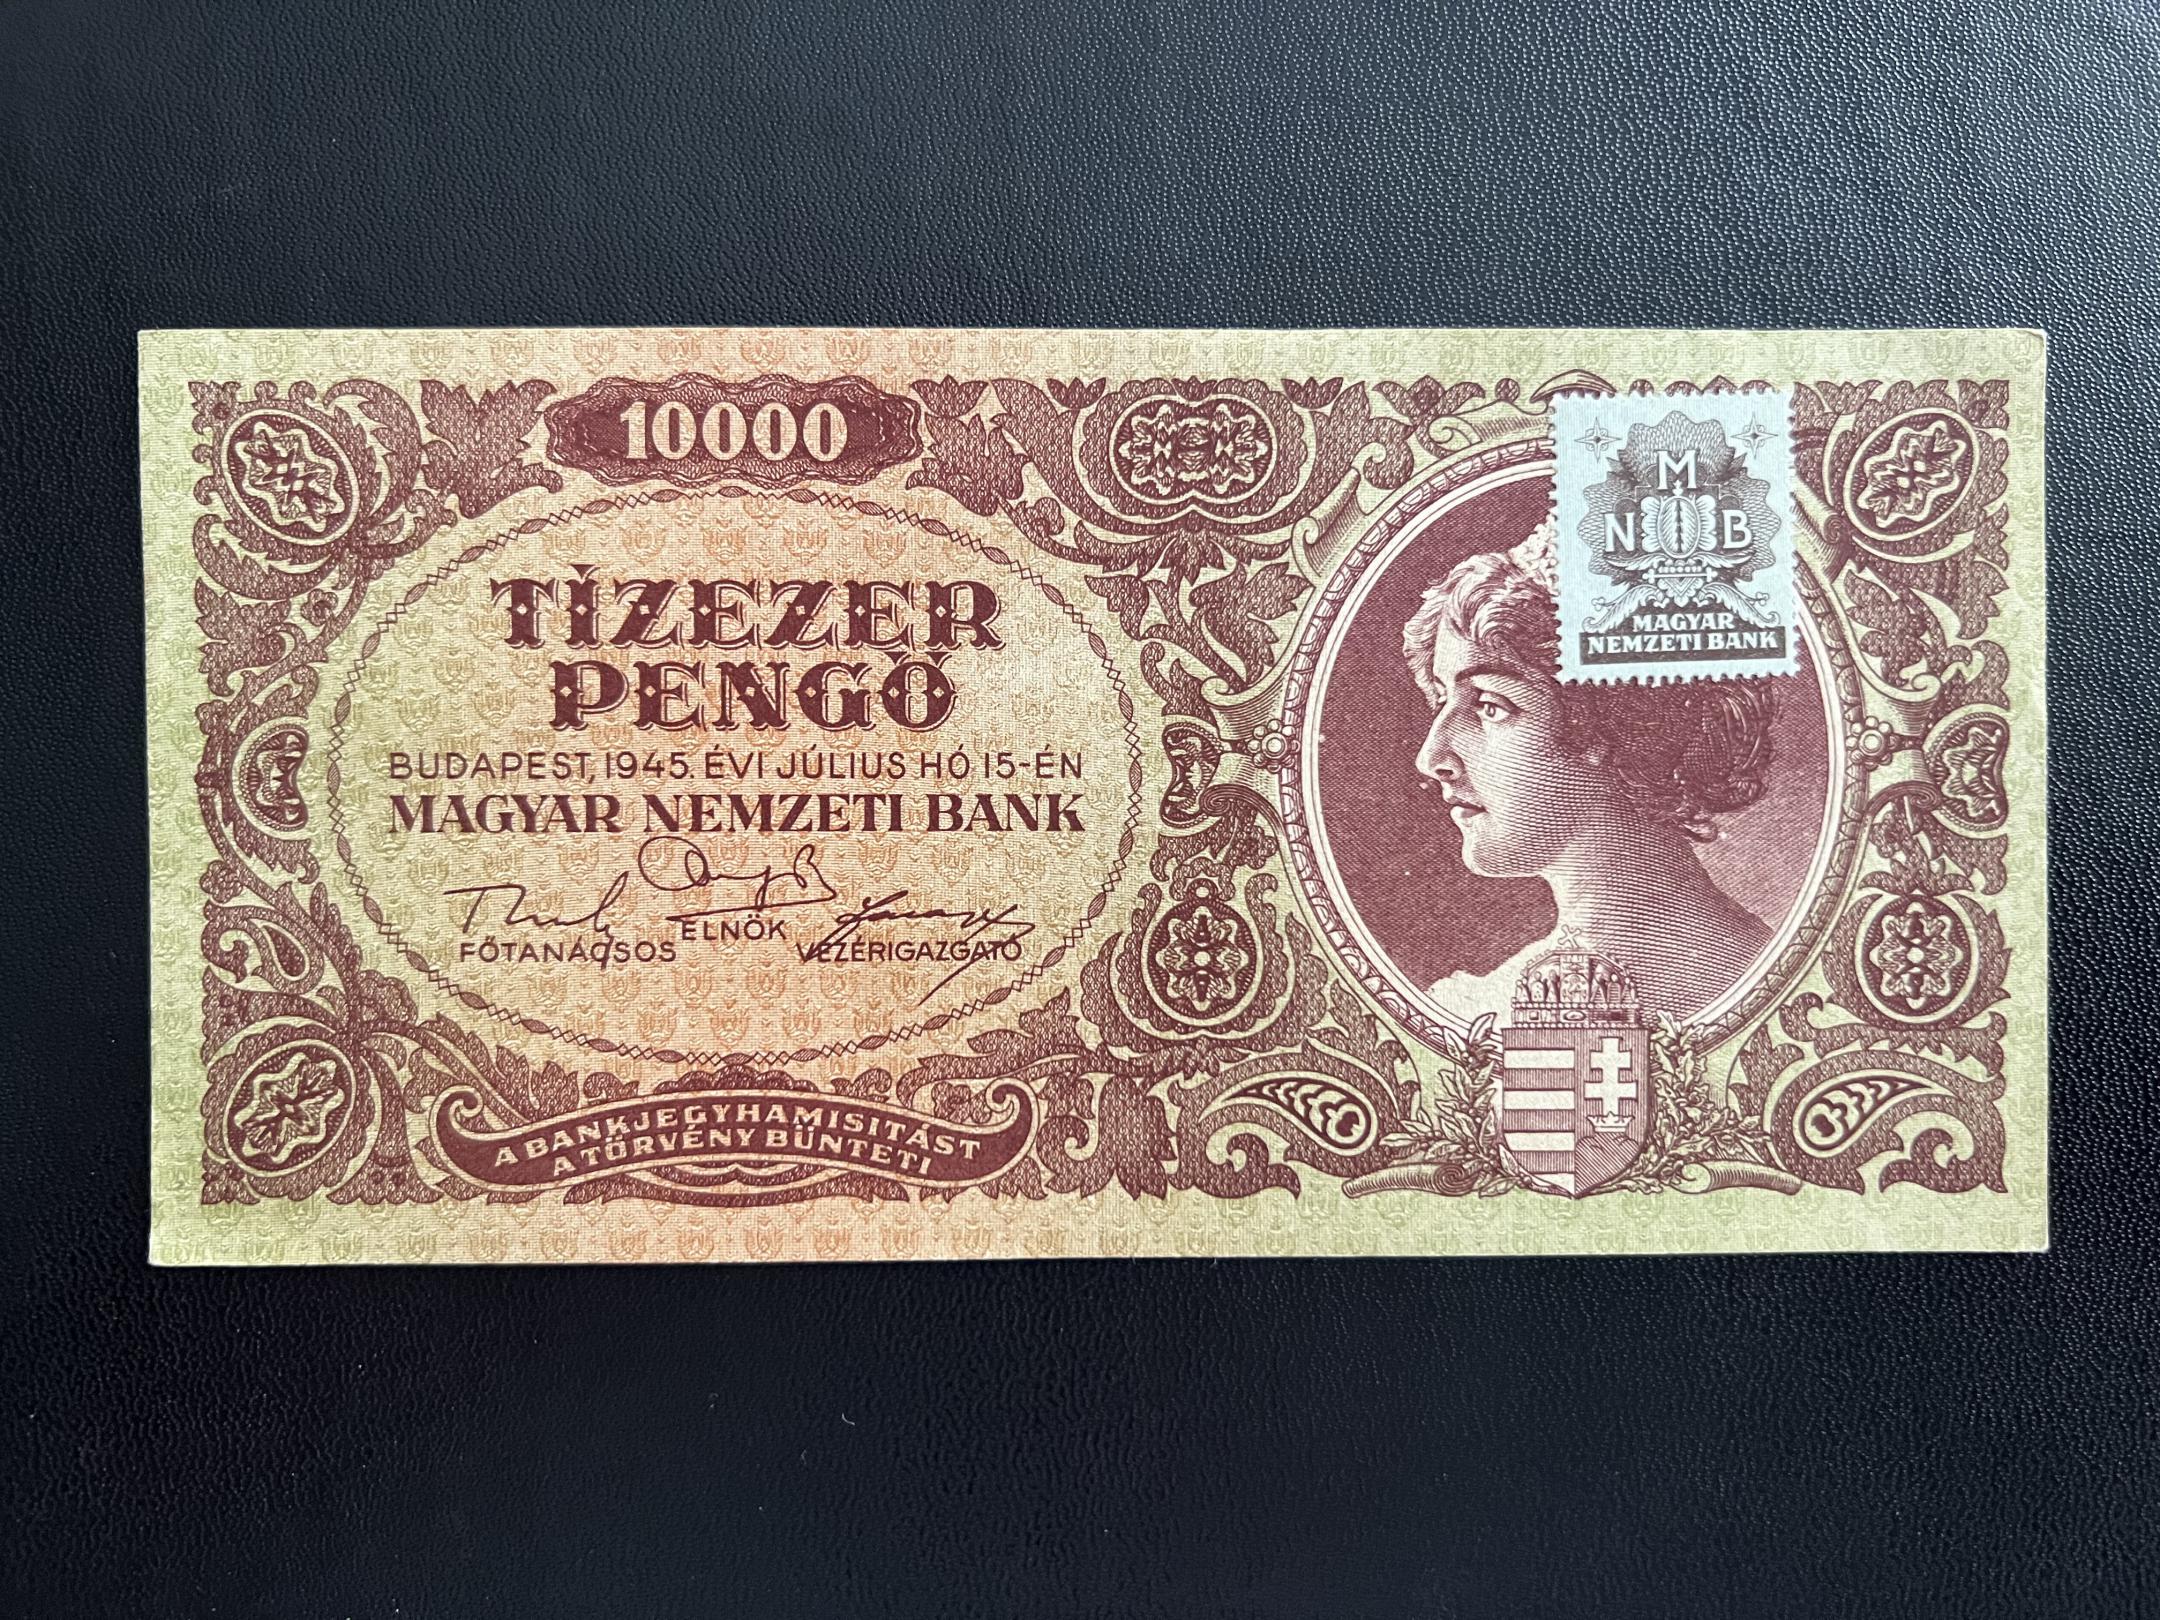 10000
TÍZEZER
PENGŐ
BUDAPEST, 1945. ÉVI JÚLIUS HÓ 15-ÉN
MAGYAR NEMZETI BANK
FŐTANÁCSOS ELNÖK VEZÉRIGAZGATÓ
A BANKJEGYHAMISITÁST
A TÖRVÉNY BÜNTETI
M
N B
MAGYAR
NEMZETI BANK